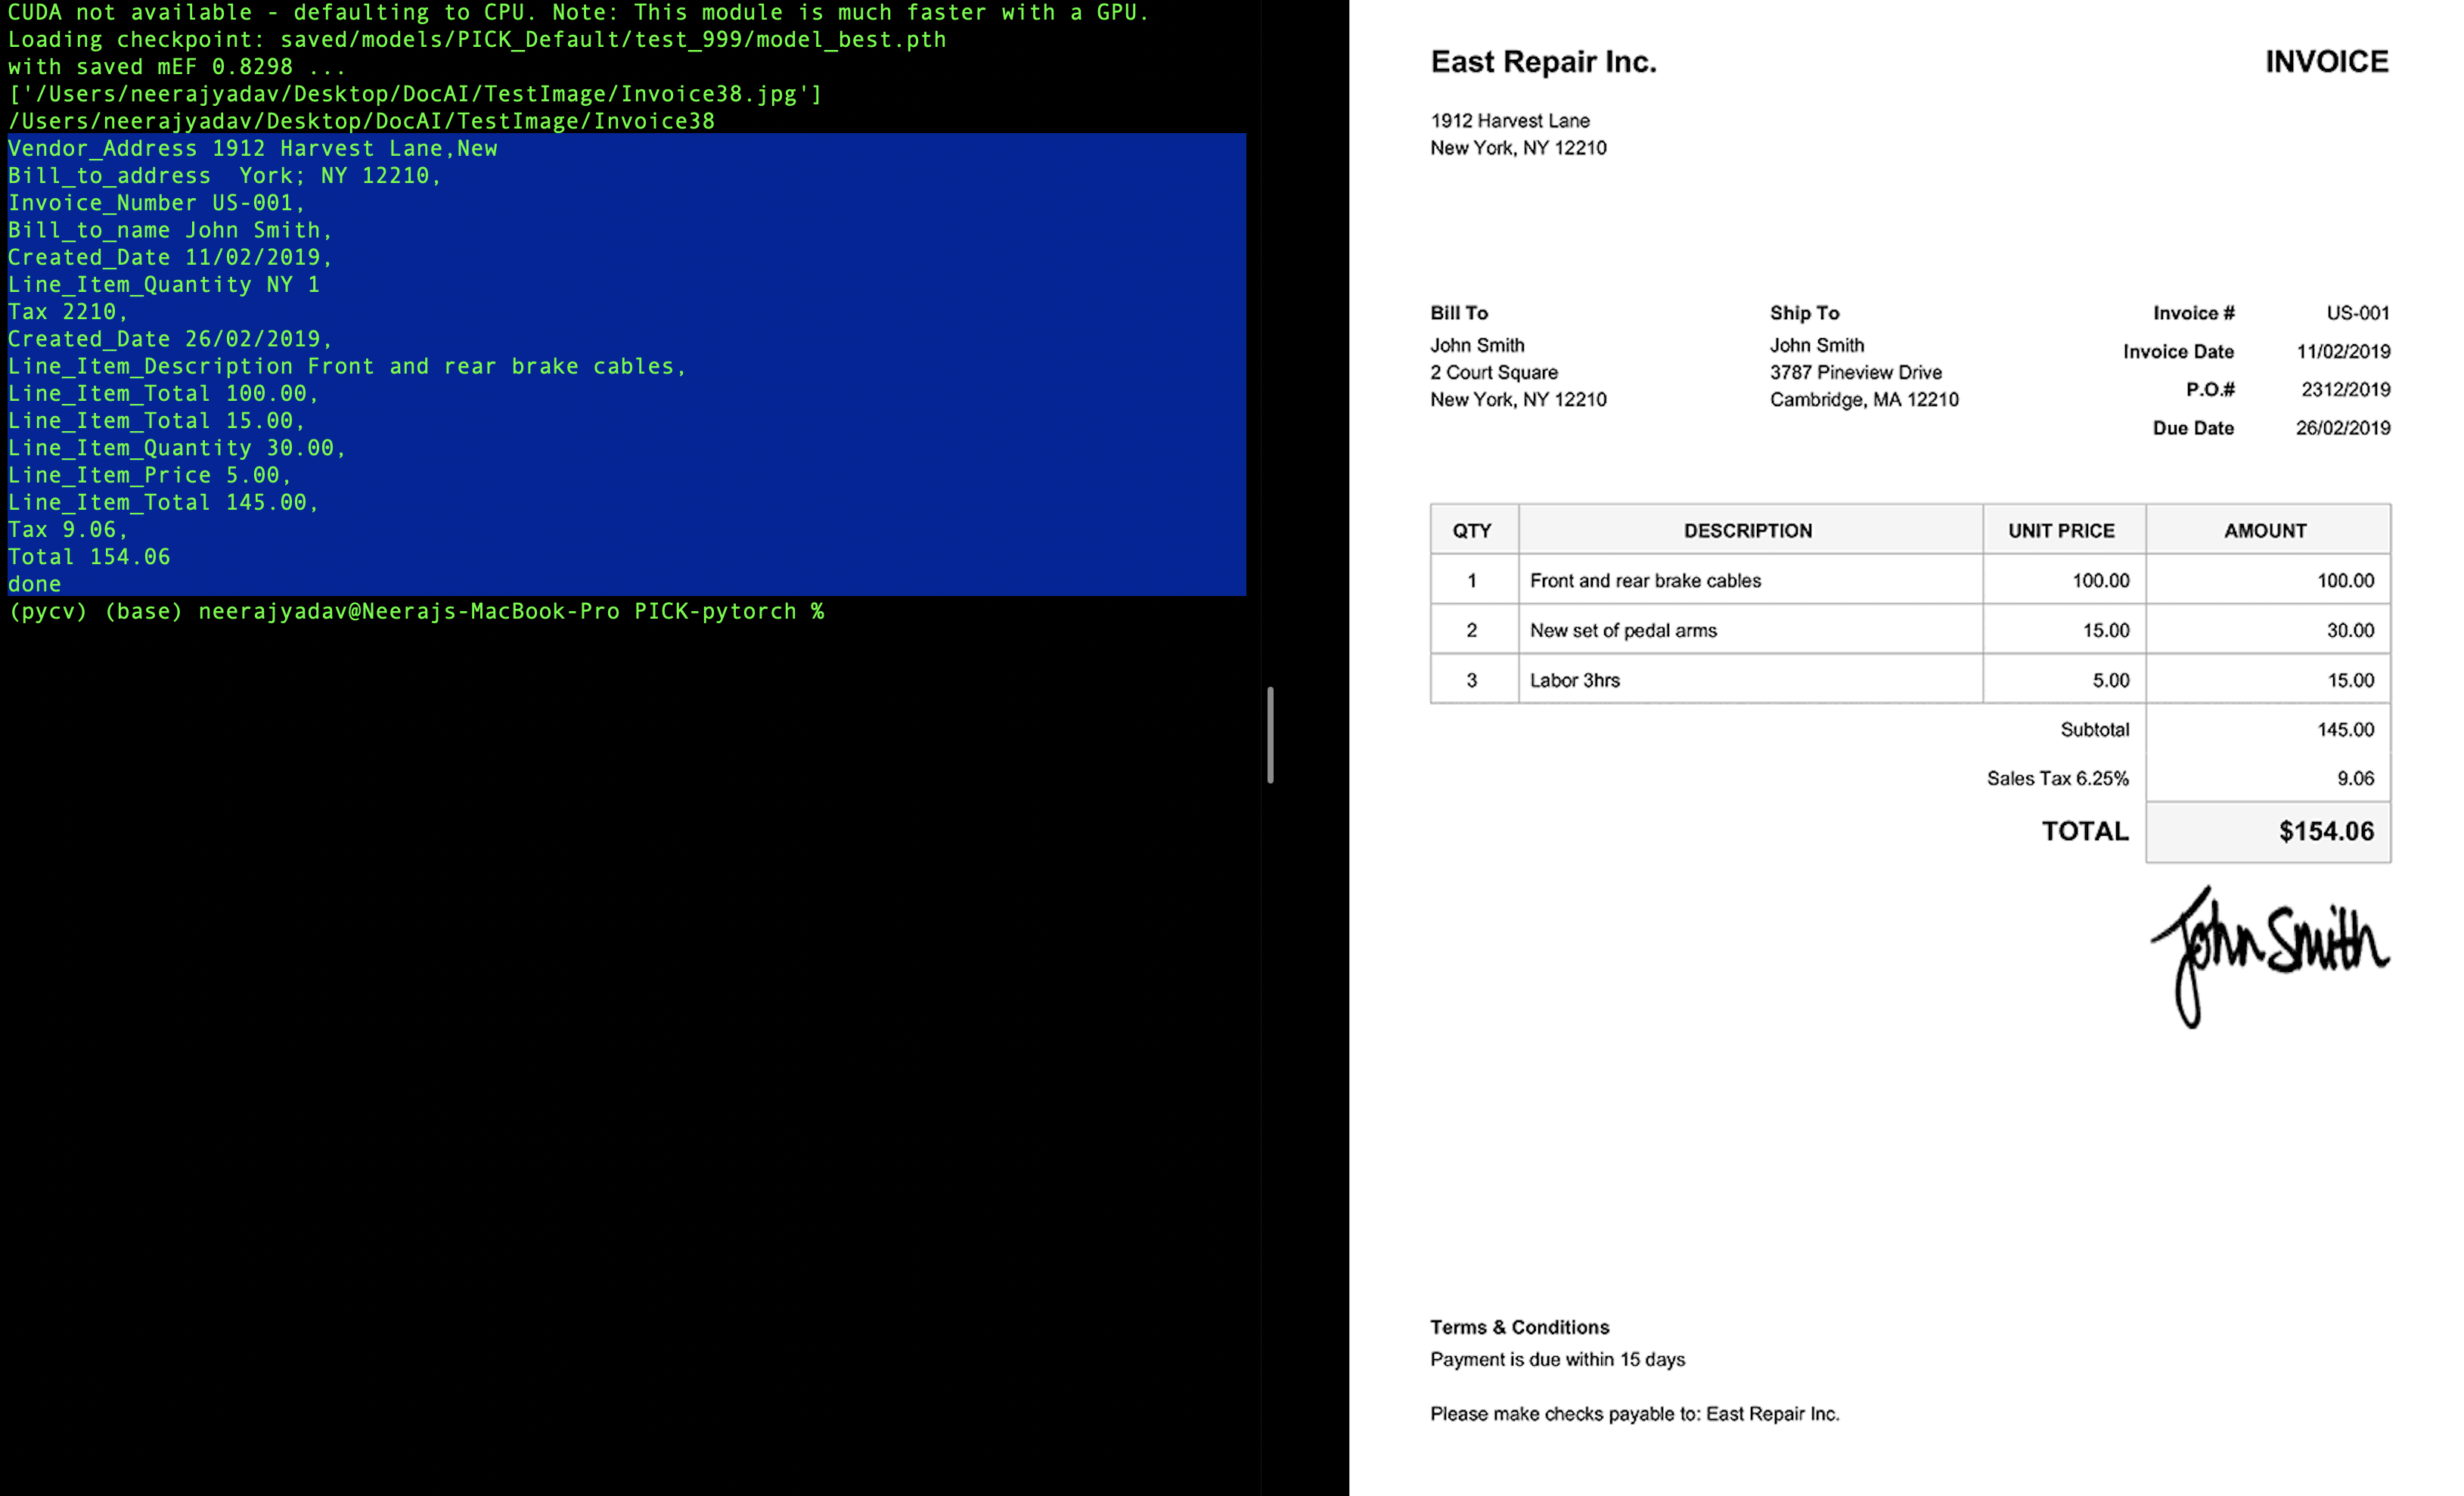 CUDA not available - defaulting to CPU. Note: This module is much faster with a GPU.
Loading checkpoint: saved/models/PICK_Default/test_999/model_best.pth
with saved mEF 0.8298 ...
['/Users/neerajyadav/Desktop/DocAI/TestImage/Invoice38.jpg']
/Users/neerajyadav/Desktop/DocAI/TestImage/Invoice38
Vendor_Address 1912 Harvest Lane,New
Bill_to_address  York; NY 12210,
Invoice_Number US-001,
Bill_to_name John Smith,
Created_Date 11/02/2019,
Line_Item_Quantity NY 1
Tax 2210,
Created_Date 26/02/2019,
Line_Item_Description Front and rear brake cables,
Line_Item_Total 100.00,
Line_Item_Total 15.00,
Line_Item_Quantity 30.00,
Line_Item_Price 5.00,
Line_Item_Total 145.00,
Tax 9.06,
Total 154.06
done
(pycv) (base) neerajyadav@Neerajs-MacBook-Pro PICK-pytorch %
East Repair Inc. INVOICE
1912 Harvest Lane
New York, NY 12210
Bill To
John Smith
2 Court Square
New York, NY 12210
Ship To
John Smith
3787 Pineview Drive
Cambridge, MA 12210
Invoice # US-001
Invoice Date 11/02/2019
P.O.# 2312/2019
Due Date 26/02/2019
QTY DESCRIPTION UNIT PRICE AMOUNT
1 Front and rear brake cables 100.00 100.00
2 New set of pedal arms 15.00 30.00
3 Labor 3hrs 5.00 15.00
Subtotal 145.00
Sales Tax 6.25% 9.06
TOTAL $154.06
John Smith
Terms & Conditions
Payment is due within 15 days
Please make checks payable to: East Repair Inc.